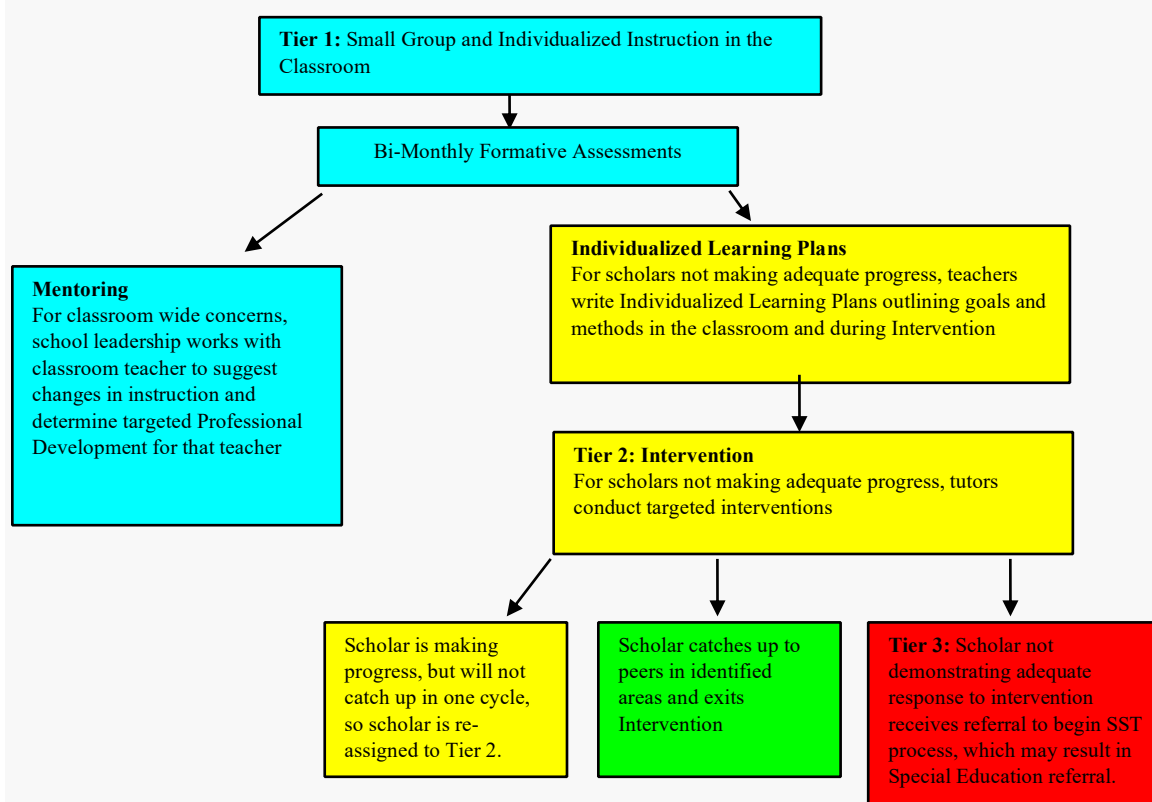 Tier 1: Small Group and Individualized Instruction in the
Classroom
Bi-Monthly Formative Assessments
Mentoring
For classroom wide concerns,
school leadership works with
classroom teacher to suggest
changes in instruction and
determine targeted Professional
Development for that teacher
Individualized Learning Plans
For scholars not making adequate progress, teachers
write Individualized Learning Plans outlining goals and
methods in the classroom and during Intervention
Tier 2: Intervention
For scholars not making adequate progress, tutors
conduct targeted interventions
Scholar is making
progress, but will not
catch up in one cycle,
so scholar is re-
assigned to Tier 2.
Scholar catches up to
peers in identified
areas and exits
Intervention
Tier 3: Scholar not
demonstrating adequate
response to intervention
receives referral to begin SST
process, which may result in
Special Education referral.